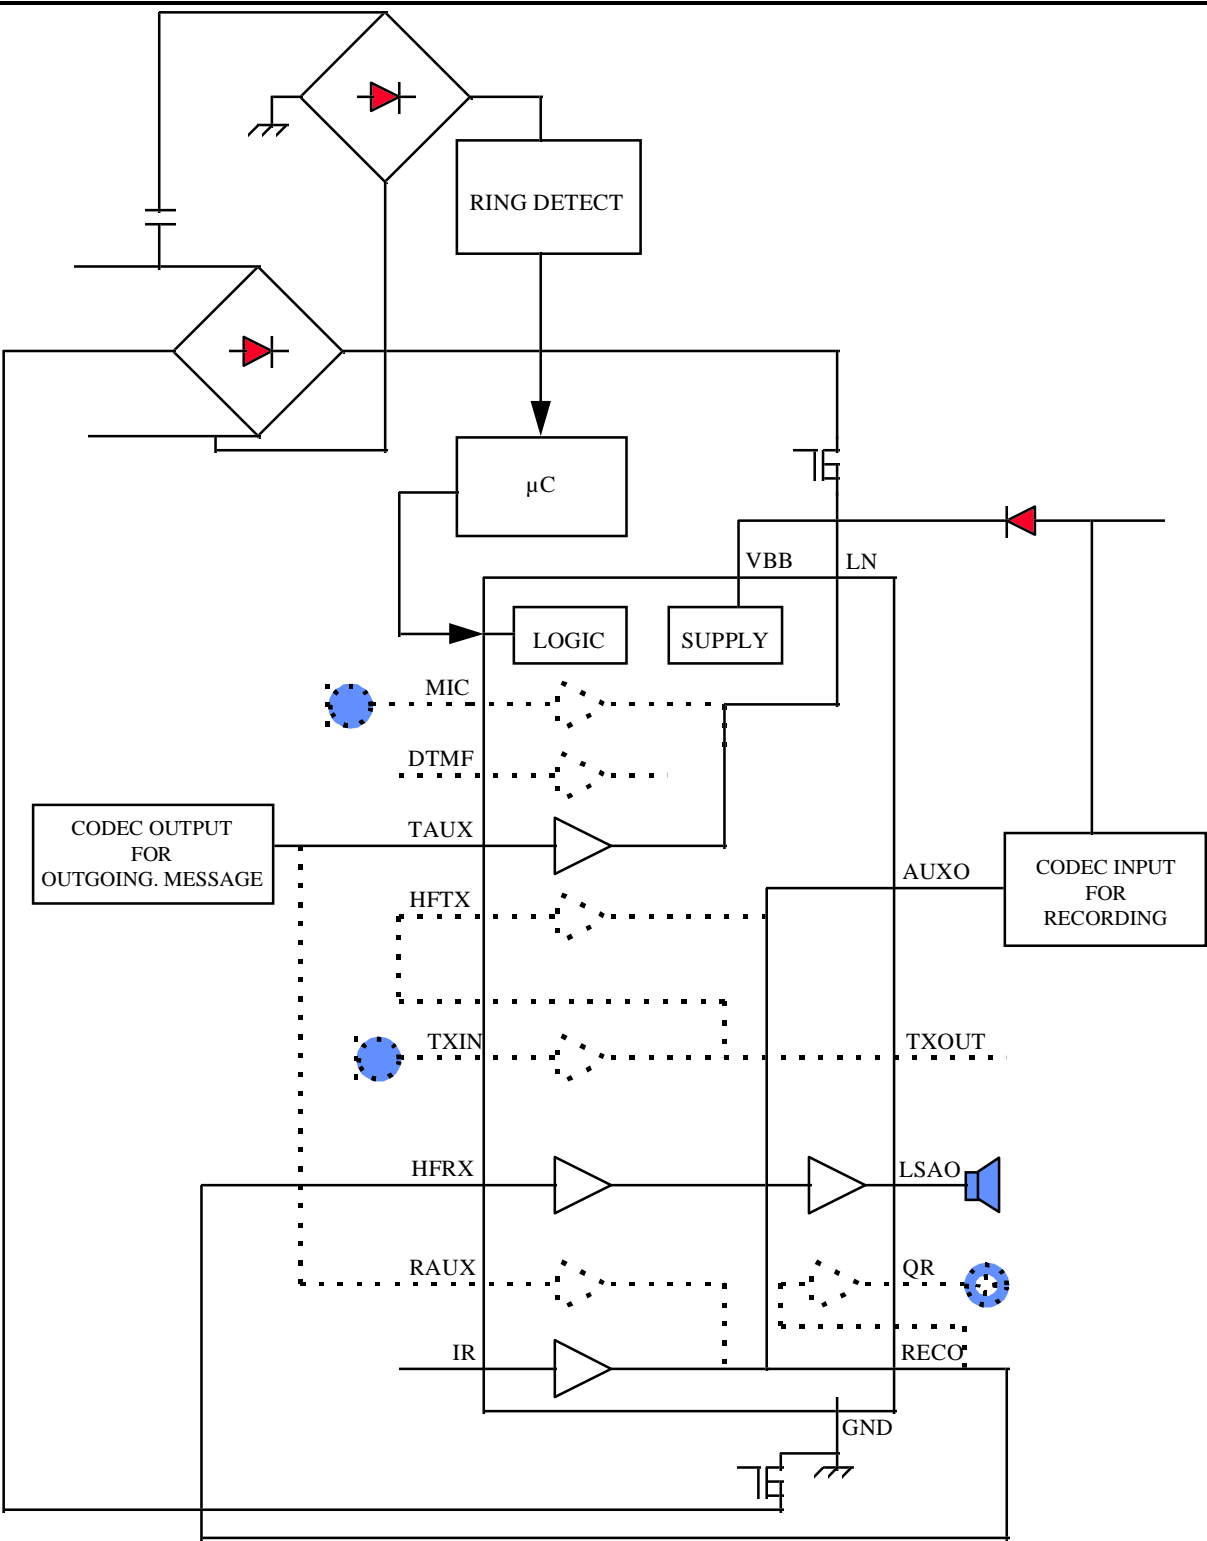 RING DETECT
µC
VBB
LN
LOGIC
SUPPLY
MIC
DTMF
CODEC OUTPUT
FOR
OUTGOING. MESSAGE
TAUX
AUXO
CODEC INPUT
FOR
RECORDING
HFTX
TXIN
TXOUT
HFRX
LSAO
RAUX
QR
IR
RECO
GND